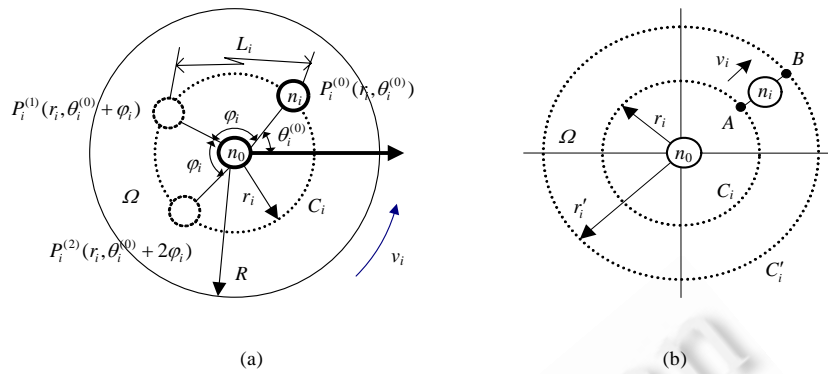 L_i
P_i^{(0)}(r_i, θ_i^{(0)})
n_i
P_i^{(1)}(r_i, θ_i^{(0)} + φ_i)
φ_i
θ_i^{(0)}
n_0
φ_i
Ω
r_i
C_i
P_i^{(2)}(r_i, θ_i^{(0)} + 2φ_i)
R
v_i
(a)
B
v_i
n_i
A
r_i
Ω
n_0
C_i
r_i′
C_i′
(b)